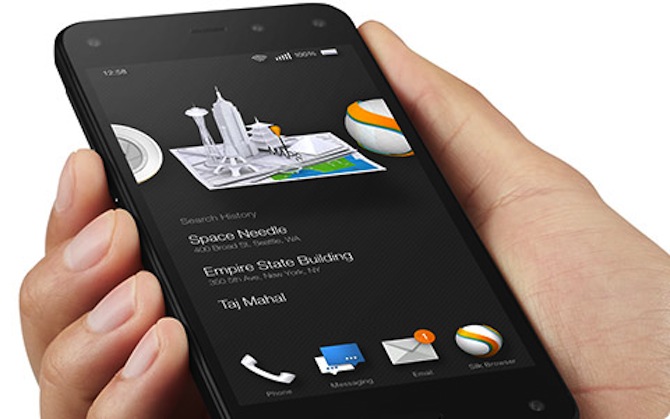 12:58
100%
Search History
Space Needle
400 Broad St, Seattle, WA
Empire State Building
350 5th Ave, New York, NY
Taj Mahal
1
Phone
Messaging
Email
Silk Browser